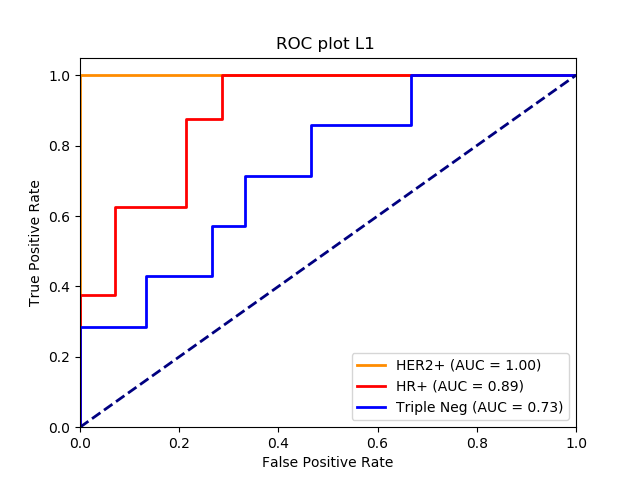 ROC plot L1
True Positive Rate
1.0
0.8
0.6
0.4
0.2
0.0
HER2+ (AUC = 1.00)
HR+ (AUC = 0.89)
Triple Neg (AUC = 0.73)
0.0 0.2 0.4 0.6 0.8 1.0
False Positive Rate